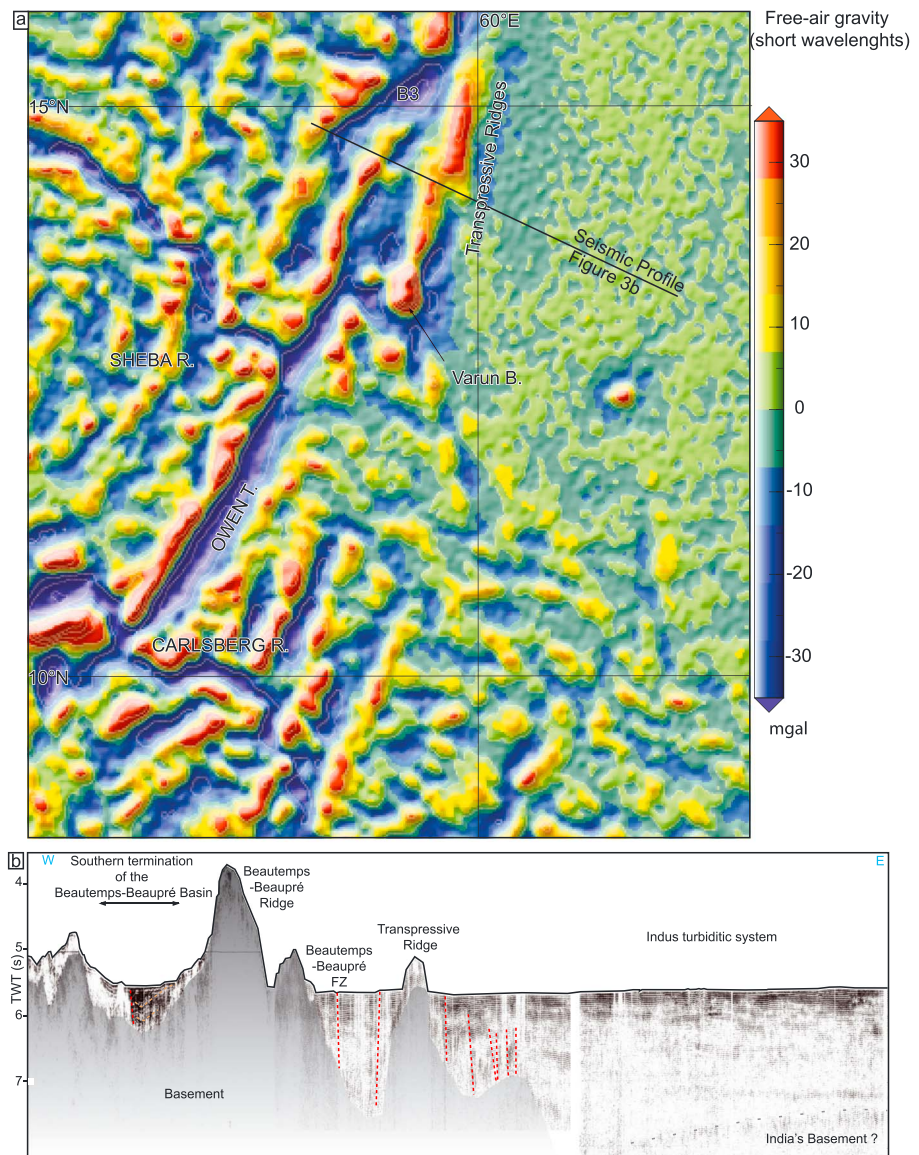 a
60°E
Free-air gravity
(short wavelenghts)
15°N
B3
Transpressive Ridges
Seismic Profile
Figure 3b
SHEBA R.
Varun B.
OWEN T.
CARLSBERG R.
10°N
30
20
10
0
-10
-20
-30
mgal
b
W
E
Southern termination
of the
Beautemps-Beaupré Basin
Beautemps
-Beaupré
Ridge
Beautemps
-Beaupré
FZ
Transpressive
Ridge
Indus turbiditic system
TWT (s)
4
5
6
7
Basement
India's Basement ?